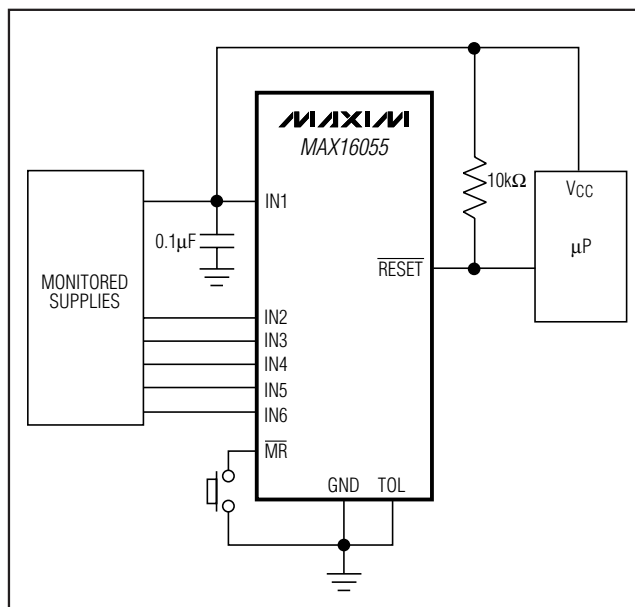 MAXIM
MAX16055
10kΩ
VCC
IN1
0.1μF
RESET
μP
MONITORED
SUPPLIES
IN2
IN3
IN4
IN5
IN6
MR
GND TOL